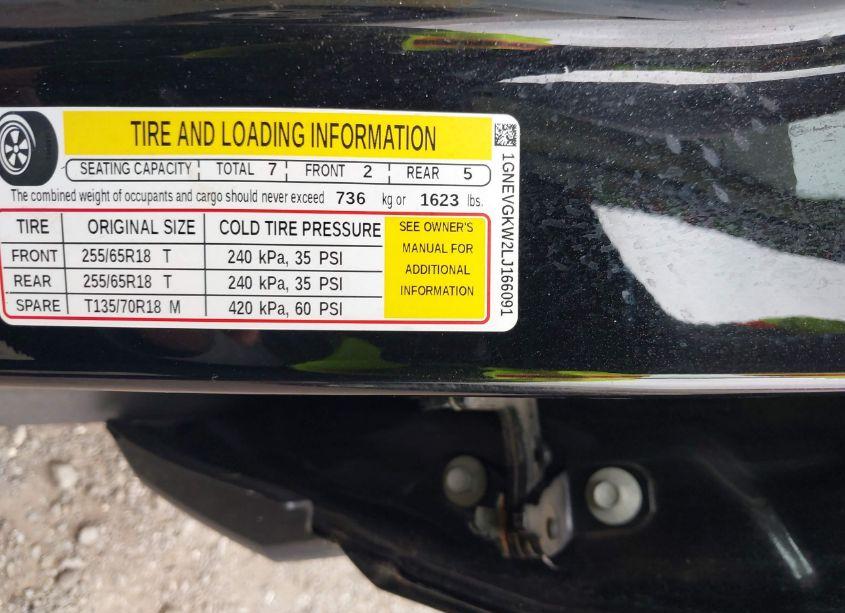 TIRE AND LOADING INFORMATION
SEATING CAPACITY TOTAL 7 FRONT 2 REAR 5
The combined weight of occupants and cargo should never exceed 736 kg or 1623 lbs.
TIRE ORIGINAL SIZE COLD TIRE PRESSURE
FRONT 255/65R18 T 240 kPa, 35 PSI
REAR 255/65R18 T 240 kPa, 35 PSI
SPARE T135/70R18 M 420 kPa, 60 PSI
SEE OWNER'S
MANUAL FOR
ADDITIONAL
INFORMATION
1GNEVGKW2LJ166091